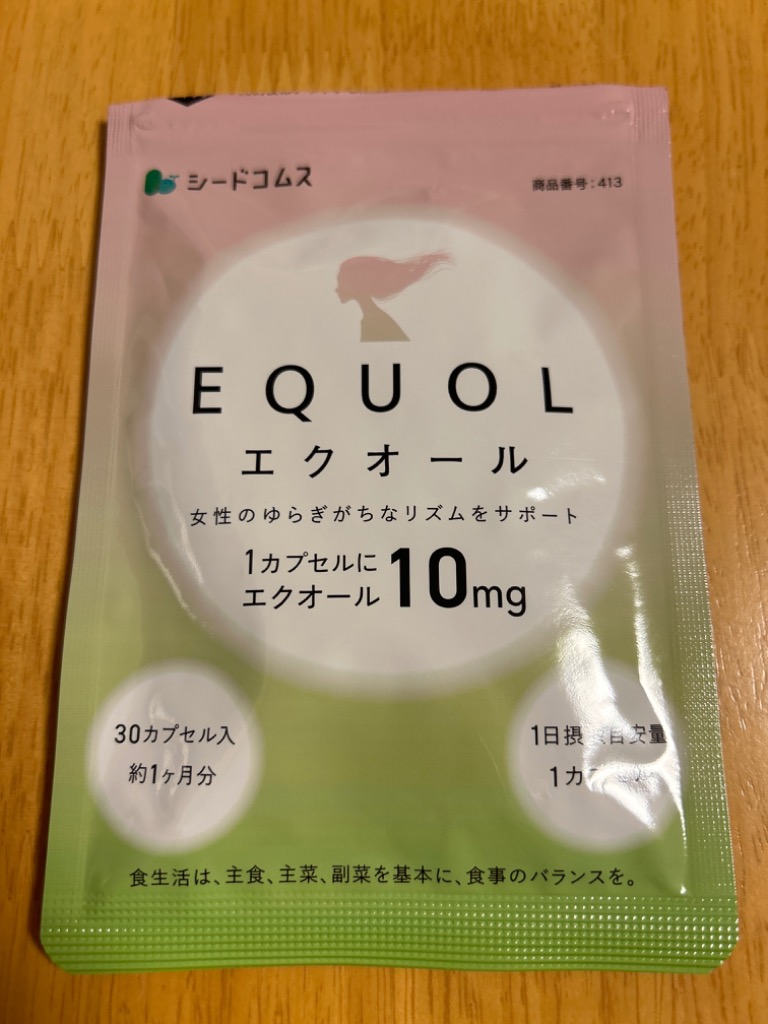 シードコムス
商品番号：413
EQUOL
エクオール
女性のゆらぎがちなリズムをサポート
1カプセルに
エクオール 10mg
30カプセル入
約1ヶ月分
1日摂 目安量
1カ
食生活は、主食、主菜、副菜を基本に、食事のバランスを。